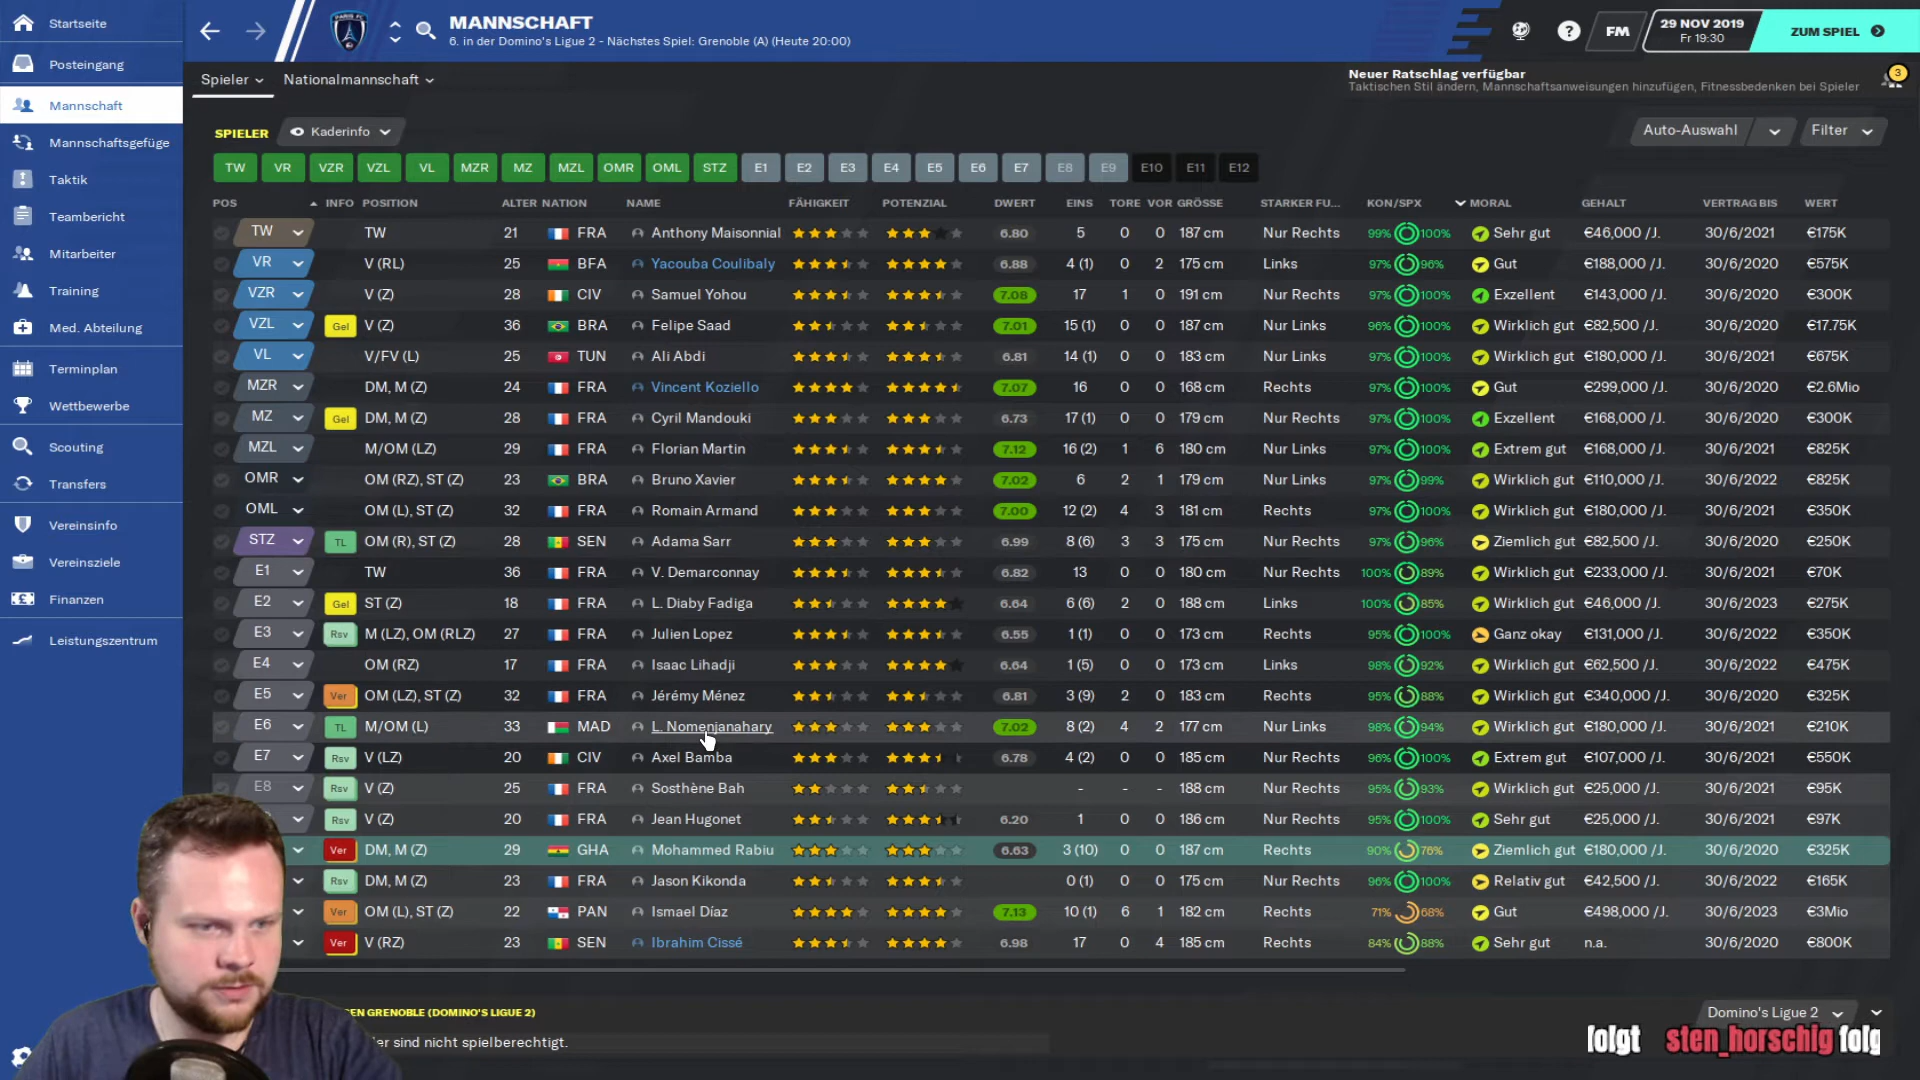 Startseite
Posteingang
Mannschaft
Mannschaftsgefüge
Taktik
Teambericht
Mitarbeiter
Training
Med. Abteilung
Terminplan
Wettbewerbe
Scouting
Transfers
Vereinsinfo
Vereinsziele
Finanzen
Leistungszentrum
PARIS FC
MANNSCHAFT
6. in der Domino's Ligue 2 - Nächstes Spiel: Grenoble (A) (Heute 20:00)
? FM 29 NOV 2019 ZUM SPIEL
Fr 19:30
Spieler Nationalmannschaft
Neuer Ratschlag verfügbar 3
Taktischen Stil ändern, Mannschaftsanweisungen hinzufügen, Fitnessbedenken bei Spieler
SPIELER Kaderinfo Auto-Auswahl Filter
TW VR VZR VZL VL MZR MZ MZL OMR OML STZ E1 E2 E3 E4 E5 E6 E7 E8 E9 E10 E11 E12
POS INFO POSITION ALTER NATION NAME FÄHIGKEIT POTENZIAL DWERT EINS TORE VOR GRÖSSE STARKER FU... KON/SPX MORAL GEHALT VERTRAG BIS WERT
TW TW 21 FRA Anthony Maisonnial 6.80 5 0 0 187 cm Nur Rechts 99% 100% Sehr gut €46,000 /J. 30/6/2021 €175K
VR V (RL) 25 BFA Yacouba Coulibaly 6.88 4 (1) 0 2 175 cm Links 97% 96% Gut €188,000 /J. 30/6/2020 €575K
VZR V (Z) 28 CIV Samuel Yohou 7.08 17 1 0 191 cm Nur Rechts 97% 100% Exzellent €143,000 /J. 30/6/2020 €300K
VZL Gel V (Z) 36 BRA Felipe Saad 7.01 15 (1) 0 0 187 cm Nur Links 96% 100% Wirklich gut €82,500 /J. 30/6/2020 €17.75K
VL V/FV (L) 25 TUN Ali Abdi 6.81 14 (1) 0 0 183 cm Nur Links 97% 100% Wirklich gut €180,000 /J. 30/6/2021 €675K
MZR DM, M (Z) 24 FRA Vincent Koziello 7.07 16 0 0 168 cm Rechts 97% 100% Gut €299,000 /J. 30/6/2020 €2.6Mio
MZ Gel DM, M (Z) 28 FRA Cyril Mandouki 6.73 17 (1) 0 0 179 cm Nur Rechts 97% 100% Exzellent €168,000 /J. 30/6/2020 €300K
MZL M/OM (LZ) 29 FRA Florian Martin 7.12 16 (2) 1 6 180 cm Nur Links 97% 100% Extrem gut €168,000 /J. 30/6/2021 €825K
OMR OM (RZ), ST (Z) 23 BRA Bruno Xavier 7.02 6 2 1 179 cm Nur Links 97% 99% Wirklich gut €110,000 /J. 30/6/2022 €825K
OML OM (L), ST (Z) 32 FRA Romain Armand 7.00 12 (2) 4 3 181 cm Rechts 97% 100% Wirklich gut €180,000 /J. 30/6/2021 €350K
STZ TL OM (R), ST (Z) 28 SEN Adama Sarr 6.99 8 (6) 3 3 175 cm Nur Rechts 97% 96% Ziemlich gut €82,500 /J. 30/6/2020 €250K
E1 TW 36 FRA V. Demarconnay 6.82 13 0 0 180 cm Nur Rechts 100% 89% Wirklich gut €233,000 /J. 30/6/2021 €70K
E2 Gel ST (Z) 18 FRA L. Diaby Fadiga 6.64 6 (6) 2 0 188 cm Links 100% 85% Wirklich gut €46,000 /J. 30/6/2023 €275K
E3 Rsv M (LZ), OM (RLZ) 27 FRA Julien Lopez 6.55 1 (1) 0 0 173 cm Rechts 95% 100% Ganz okay €131,000 /J. 30/6/2022 €350K
E4 OM (RZ) 17 FRA Isaac Lihadji 6.64 1 (5) 0 0 173 cm Links 98% 92% Wirklich gut €62,500 /J. 30/6/2022 €475K
E5 Ver OM (LZ), ST (Z) 32 FRA Jérémy Ménez 6.81 3 (9) 2 0 183 cm Rechts 95% 88% Wirklich gut €340,000 /J. 30/6/2021 €325K
E6 TL M/OM (L) 33 MAD L. Nomenjanahary 7.02 8 (2) 4 2 177 cm Nur Links 98% 94% Wirklich gut €180,000 /J. 30/6/2021 €210K
E7 Rsv V (LZ) 20 CIV Axel Bamba 6.78 4 (2) 0 0 185 cm Nur Rechts 96% 100% Extrem gut €107,000 /J. 30/6/2021 €550K
E8 Rsv V (Z) 25 FRA Sosthène Bah - - - 188 cm Nur Rechts 95% 93% Wirklich gut €25,000 /J. 30/6/2021 €95K
Rsv V (Z) 20 FRA Jean Hugonet 6.20 1 0 0 186 cm Nur Rechts 95% 100% Sehr gut €25,000 /J. 30/6/2021 €97K
Ver DM, M (Z) 29 GHA Mohammed Rabiu 6.63 3 (10) 0 0 187 cm Rechts 90% 76% Ziemlich gut €180,000 /J. 30/6/2020 €325K
Rsv DM, M (Z) 23 FRA Jason Kikonda 0 (1) 0 0 175 cm Nur Rechts 96% 100% Relativ gut €42,500 /J. 30/6/2022 €165K
Ver OM (L), ST (Z) 22 PAN Ismael Díaz 7.13 10 (1) 6 1 182 cm Rechts 71% 68% Gut €498,000 /J. 30/6/2023 €3Mio
Ver V (RZ) 23 SEN Ibrahim Cissé 6.98 17 0 4 185 cm Rechts 84% 88% Sehr gut n.a. 30/6/2020 €800K
EN GRENOBLE (DOMINO'S LIGUE 2) Domino's Ligue 2
er sind nicht spielberechtigt.
folgt sten_horschig folg